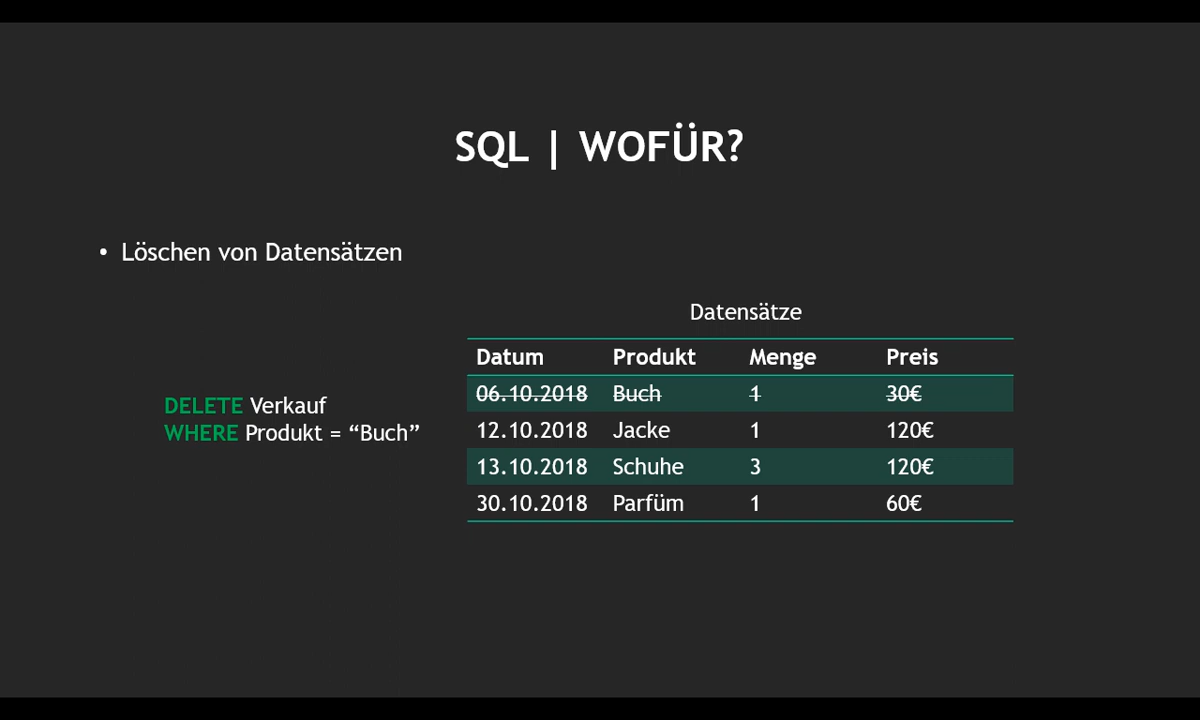 SQL | WOFÜR?
• Löschen von Datensätzen
Datensätze
Datum Produkt Menge Preis
06.10.2018 Buch 1 30€
12.10.2018 Jacke 1 120€
13.10.2018 Schuhe 3 120€
30.10.2018 Parfüm 1 60€
DELETE Verkauf
WHERE Produkt = “Buch”